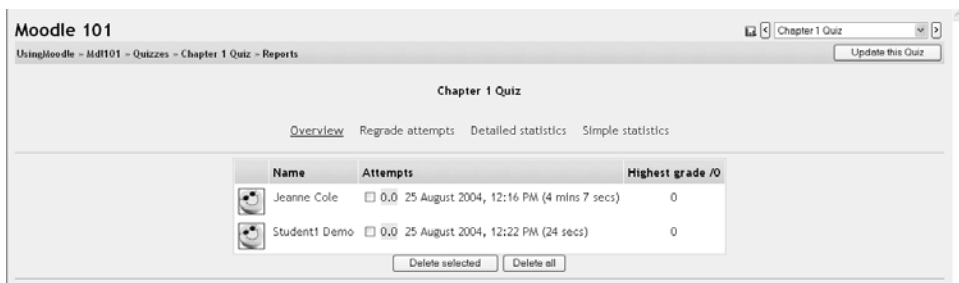 Moodle 101
< Chapter 1 Quiz >
UsingMoodle » Mdl101 » Quizzes » Chapter 1 Quiz » Reports
Update this Quiz
Chapter 1 Quiz
Overview Regrade attempts Detailed statistics Simple statistics
Name Attempts Highest grade /0
Jeanne Cole 0.0 25 August 2004, 12:16 PM (4 mins 7 secs) 0
Student1 Demo 0.0 25 August 2004, 12:22 PM (24 secs) 0
Delete selected Delete all